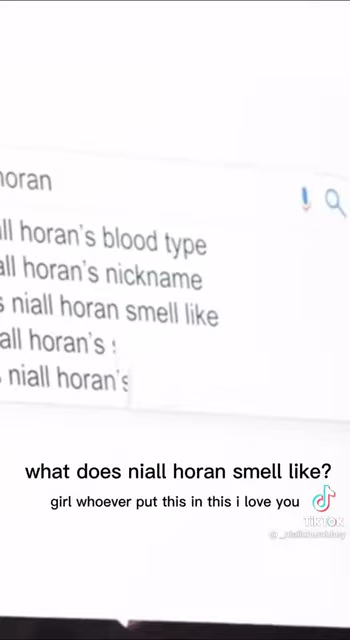 horan
ll horan's blood type
all horan's nickname
s niall horan smell like
all horan's
niall horan's
what does niall horan smell like?
girl whoever put this in this i love you
TikTok